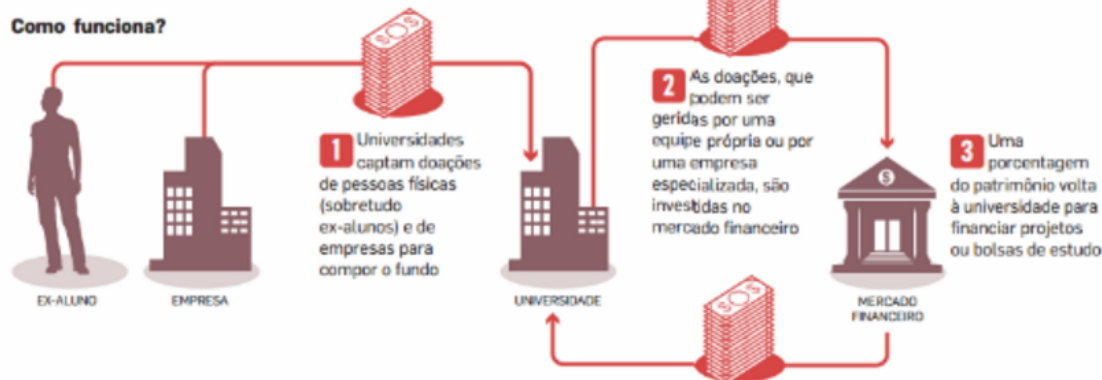 Como funciona?
1 Universidades
captam doações
de pessoas físicas
(sobretudo
ex-alunos) e de
empresas para
compor o fundo
2 As doações, que
podem ser
geridas por uma
equipe própria ou por
uma empresa
especializada, são
investidas no
mercado financeiro
3 Uma
porcentagem
do patrimônio volta
à universidade para
financiar projetos
ou bolsas de estudo
EX-ALUNO
EMPRESA
UNIVERSIDADE
MERCADO
FINANCEIRO